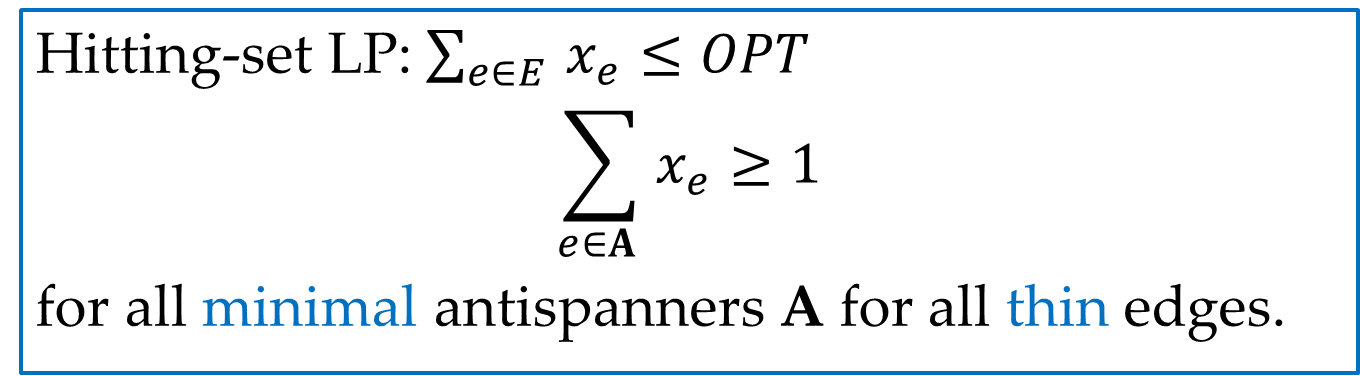 Hitting-set LP: ∑_{e∈E} x_e ≤ OPT
∑_{e∈A} x_e ≥ 1
for all minimal antispanners A for all thin edges.